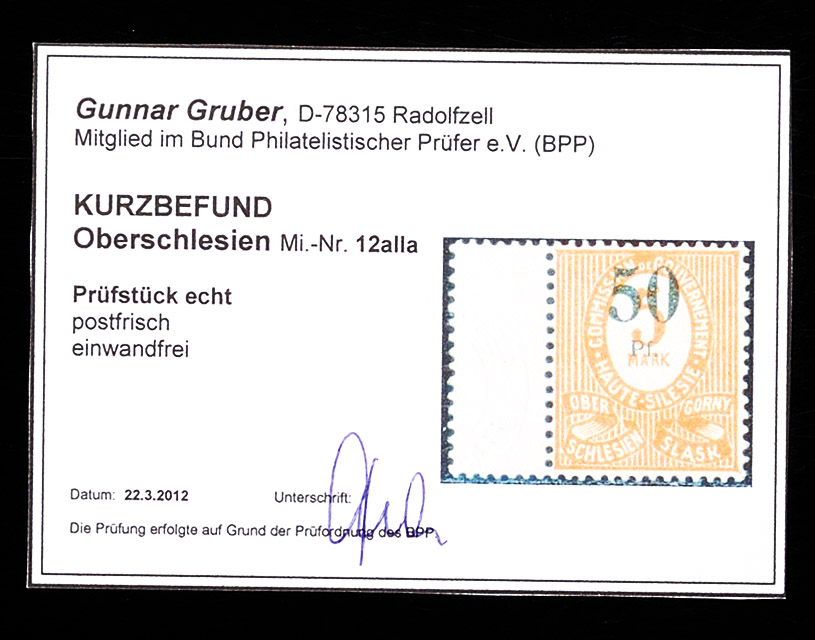 Gunnar Gruber, D-78315 Radolfzell
Mitglied im Bund Philatelistischer Prüfer e.V. (BPP)
KURZBEFUND
Oberschlesien Mi.-Nr. 12aIIa
Prüfstück echt
postfrisch
einwandfrei
COMMISSION DE GOUVERNEMENT
50
5
Pf.
MARK
HAUTE-SILESIE
OBER
SCHLESIEN
GORNY
SLASK
Datum: 22.3.2012
Unterschrift:
Die Prüfung erfolgte auf Grund der Prüfordnung des BPP.